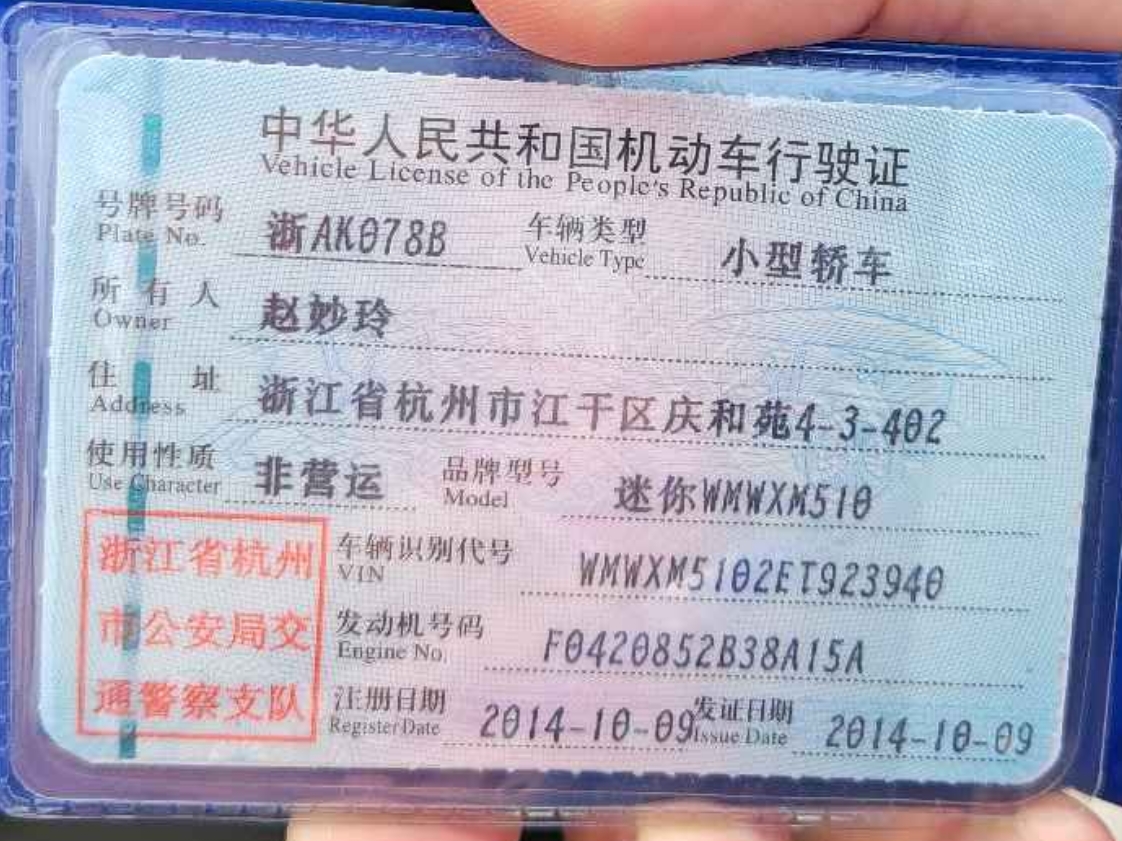 中华人民共和国机动车行驶证
Vehicle License of the People's Republic of China
号牌号码 浙AK078B 车辆类型 小型轿车
Plate No. Vehicle Type
所有人 赵妙玲
Owner
住址 浙江省杭州市江干区庆和苑4-3-402
Address
使用性质 非营运 品牌型号 迷你WMWXM510
Use Character Model
浙江省杭州
市公安局交
通警察支队
车辆识别代号 WMWXM5102ET923940
VIN
发动机号码 F0420852B38A15A
Engine No.
注册日期 2014-10-09 发证日期 2014-10-09
Register Date Issue Date